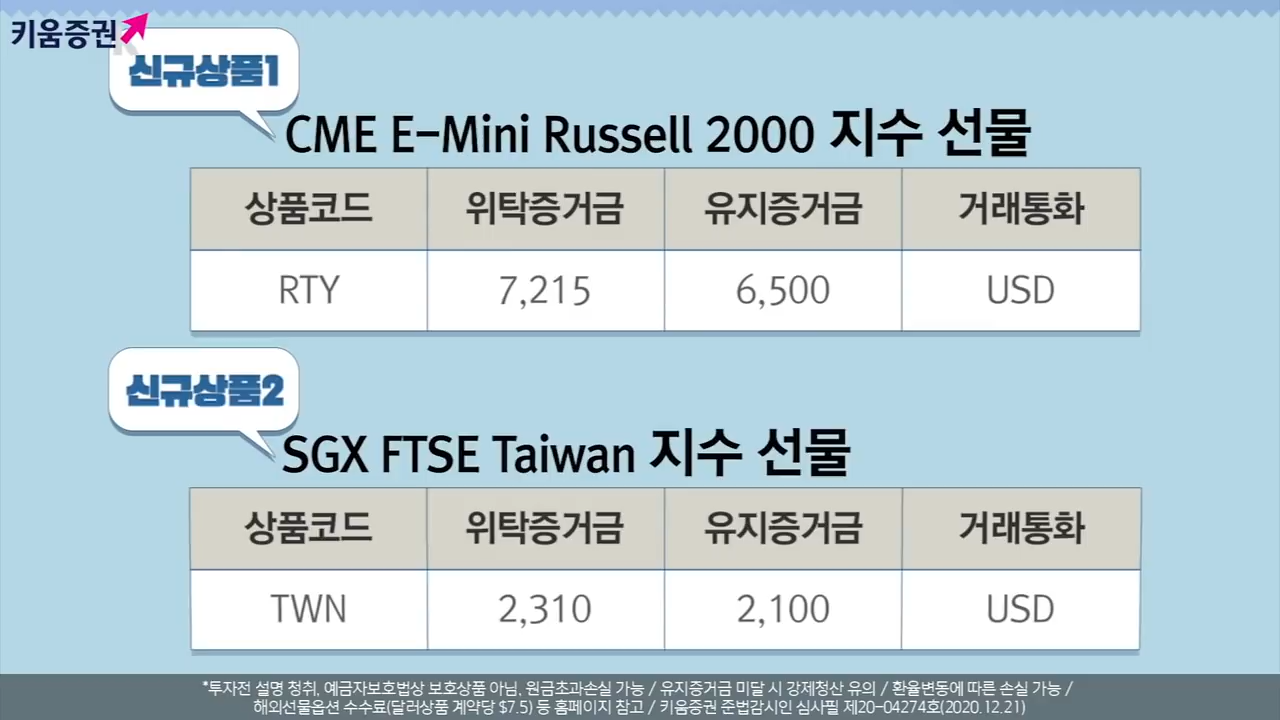 키움증권
신규상품1
CME E-Mini Russell 2000 지수 선물
상품코드 위탁증거금 유지증거금 거래통화
RTY 7,215 6,500 USD
신규상품2
SGX FTSE Taiwan 지수 선물
상품코드 위탁증거금 유지증거금 거래통화
TWN 2,310 2,100 USD
*투자전 설명 청취, 예금자보호법상 보호상품 아님, 원금초과손실 가능 / 유지증거금 미달 시 강제청산 유의 / 환율변동에 따른 손실 가능 /
해외선물옵션 수수료(달러상품 계약당 $7.5) 등 홈페이지 참고 / 키움증권 준법감시인 심사필 제20-04274호(2020.12.21)